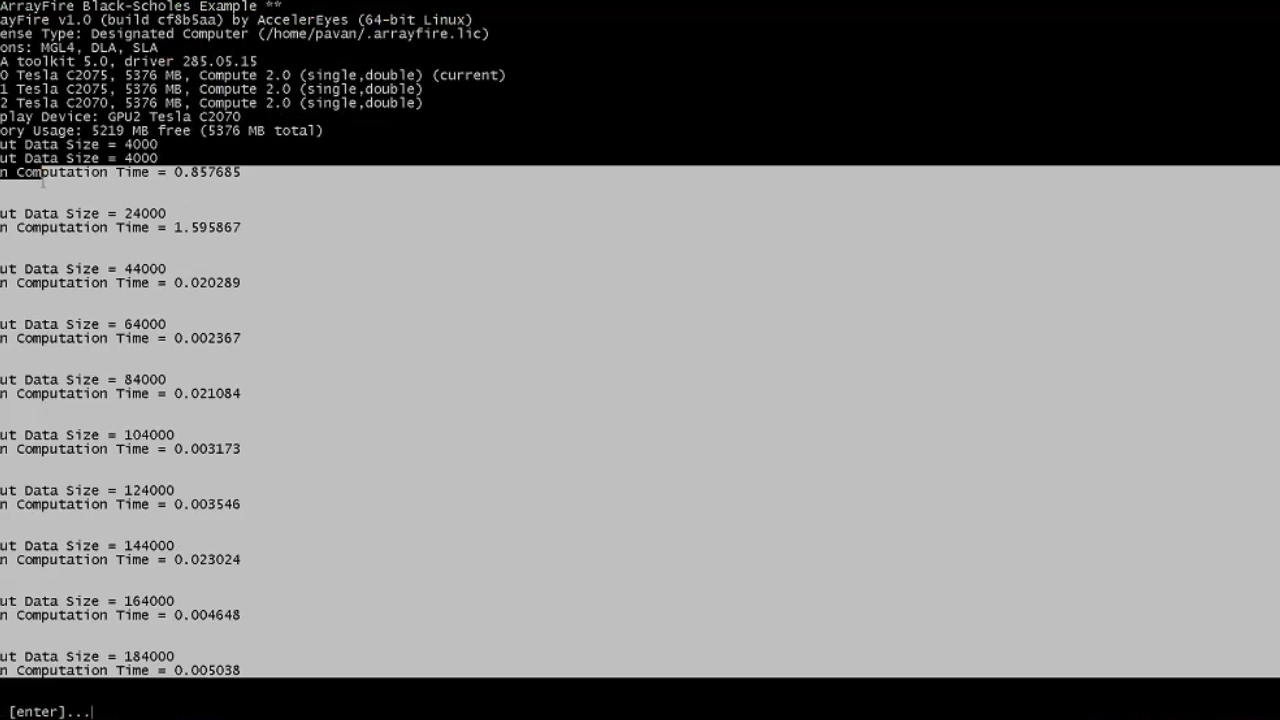 ArrayFire Black-Scholes Example **
ayFire v1.0 (build cf8b5aa) by AccelerEyes (64-bit Linux)
ense Type: Designated Computer (/home/pavan/.arrayfire.lic)
ons: MGL4, DLA, SLA
A toolkit 5.0, driver 285.05.15
0 Tesla C2075, 5376 MB, Compute 2.0 (single,double) (current)
1 Tesla C2075, 5376 MB, Compute 2.0 (single,double)
2 Tesla C2070, 5376 MB, Compute 2.0 (single,double)
play Device: GPU2 Tesla C2070
ory Usage: 5219 MB free (5376 MB total)
ut Data Size = 4000
ut Data Size = 4000
n Computation Time = 0.857685
ut Data Size = 24000
n Computation Time = 1.595867
ut Data Size = 44000
n Computation Time = 0.020289
ut Data Size = 64000
n Computation Time = 0.002367
ut Data Size = 84000
n Computation Time = 0.021084
ut Data Size = 104000
n Computation Time = 0.003173
ut Data Size = 124000
n Computation Time = 0.003546
ut Data Size = 144000
n Computation Time = 0.023024
ut Data Size = 164000
n Computation Time = 0.004648
ut Data Size = 184000
n Computation Time = 0.005038
[enter]...